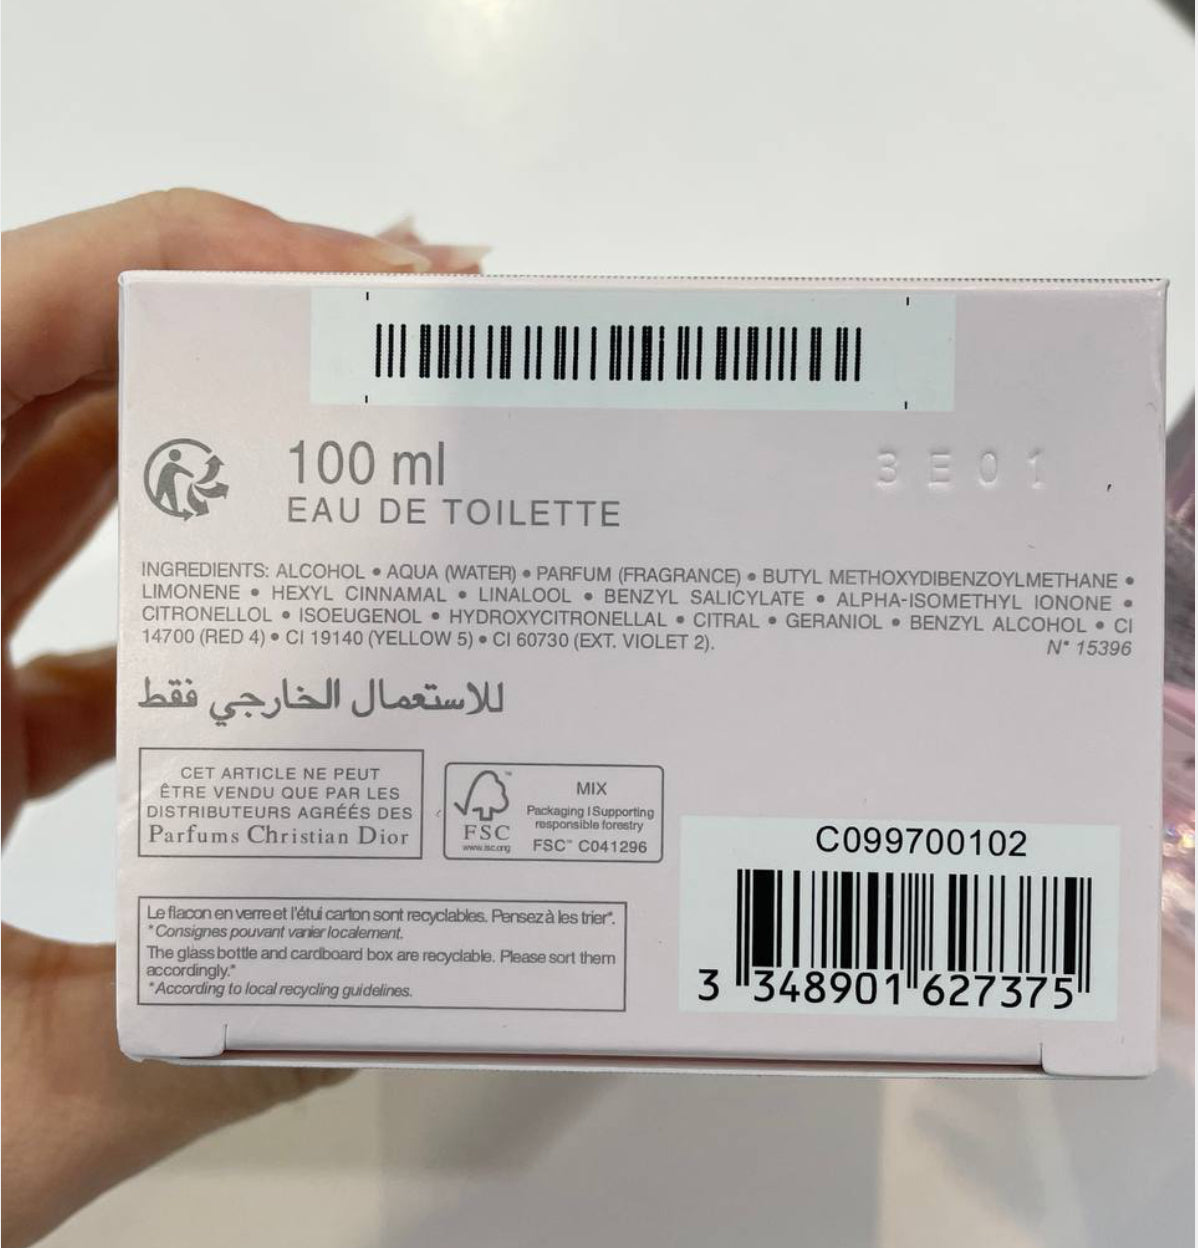 100 ml
EAU DE TOILETTE
3E01
INGREDIENTS: ALCOHOL • AQUA (WATER) • PARFUM (FRAGRANCE) • BUTYL METHOXYDIBENZOYLMETHANE •
LIMONENE • HEXYL CINNAMAL • LINALOOL • BENZYL SALICYLATE • ALPHA-ISOMETHYL IONONE •
CITRONELLOL • ISOEUGENOL • HYDROXYCITRONELLAL • CITRAL • GERANIOL • BENZYL ALCOHOL • CI
14700 (RED 4) • CI 19140 (YELLOW 5) • CI 60730 (EXT. VIOLET 2).
N° 15396
للاستعمال الخارجي فقط
CET ARTICLE NE PEUT
ÊTRE VENDU QUE PAR LES
DISTRIBUTEURS AGRÉÉS DES
Parfums Christian Dior
FSC
www.fsc.org
MIX
Packaging | Supporting
responsible forestry
FSC™ C041296
Le flacon en verre et l'étui carton sont recyclables. Pensez à les trier*.
*Consignes pouvant varier localement.
The glass bottle and cardboard box are recyclable. Please sort them
accordingly.*
*According to local recycling guidelines.
C099700102
3 348901 627375